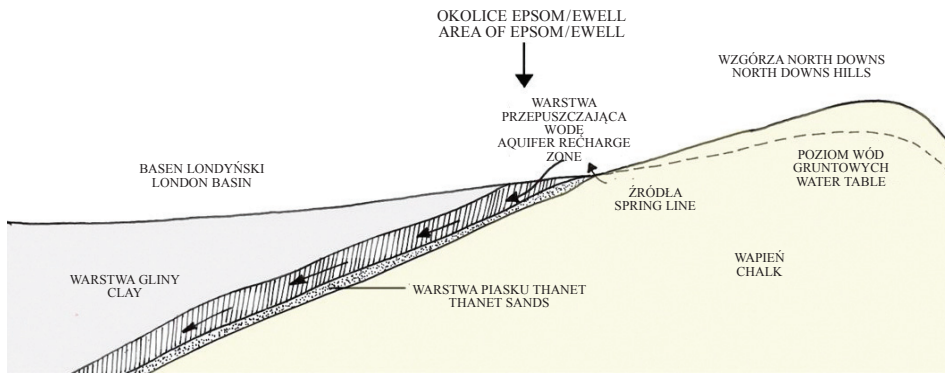 OKOLICE EPSOM/EWELL
AREA OF EPSOM/EWELL
WZGÓRZA NORTH DOWNS
NORTH DOWNS HILLS
WARSTWA
PRZEPUSZCZAJĄCA
WODĘ
AQUIFER RECHARGE
ZONE
BASEN LONDYŃSKI
LONDON BASIN
POZIOM WÓD
GRUNTOWYCH
WATER TABLE
ŹRÓDŁA
SPRING LINE
WAPIEŃ
CHALK
WARSTWA GLINY
CLAY
WARSTWA PIASKU THANET
THANET SANDS